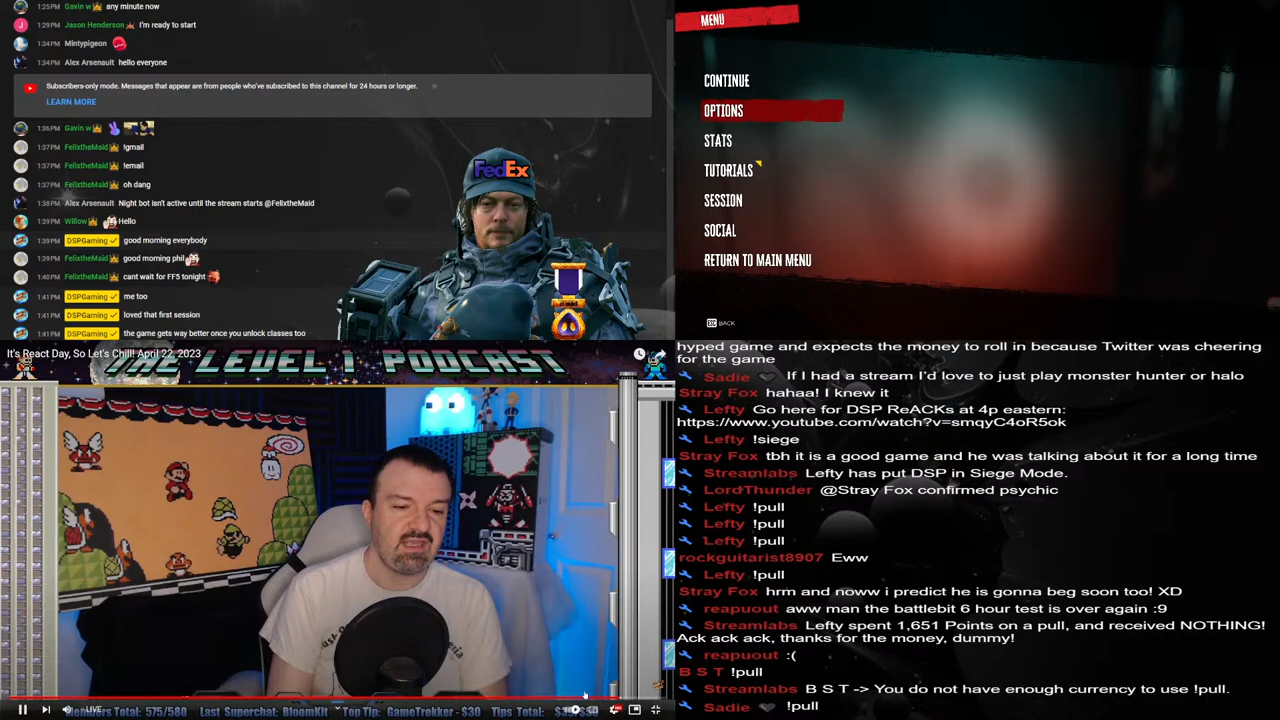 1:25PM Gavin w any minute now
J 1:29PM Jason Henderson I'm ready to start
1:34PM Mintypigeon
1:34PM Alex Arsenault hello everyone
Subscribers-only mode. Messages that appear are from people who've subscribed to this channel for 24 hours or longer.
LEARN MORE
1:36PM Gavin w
1:37PM FelixtheMaid !gmail
1:37PM FelixtheMaid !email
1:37PM FelixtheMaid oh dang
1:38PM Alex Arsenault Night bot isn't active until the stream starts @FelixtheMaid
1:39PM Willow Hello
1:39PM DSPGaming good morning everybody
1:39PM FelixtheMaid good morning phil
1:40PM FelixtheMaid cant wait for FF5 tonight
1:41PM DSPGaming me too
1:41PM DSPGaming loved that first session
1:41PM DSPGaming the game gets way better once you unlock classes too
FedEx
MENU
CONTINUE
OPTIONS
STATS
TUTORIALS
SESSION
SOCIAL
RETURN TO MAIN MENU
ESC BACK
It's React Day, So Let's Chill! April 22, 2023
THE LEVEL 1 PODCAST
LIVE
Members Total: 575/580 Last Superchat: BloomKit Top Tip: GameTrekker - $30 Tips Total:
hyped game and expects the money to roll in because Twitter was cheering
for the game
Sadie If I had a stream I'd love to just play monster hunter or halo
Stray Fox hahaa! I knew it
Lefty Go here for DSP ReACKs at 4p eastern:
https://www.youtube.com/watch?v=smqyC4oR5ok
Lefty !siege
Stray Fox tbh it is a good game and he was talking about it for a long time
Streamlabs Lefty has put DSP in Siege Mode.
LordThunder @Stray Fox confirmed psychic
Lefty !pull
Lefty !pull
Lefty !pull
rockguitarist8907 Eww
Lefty !pull
Stray Fox hrm and noww i predict he is gonna beg soon too! XD
reapuout aww man the battlebit 6 hour test is over again :9
Streamlabs Lefty spent 1,651 Points on a pull, and received NOTHING!
Ack ack ack, thanks for the money, dummy!
reapuout :(
B S T !pull
Streamlabs B S T -> You do not have enough currency to use !pull.
Sadie !pull